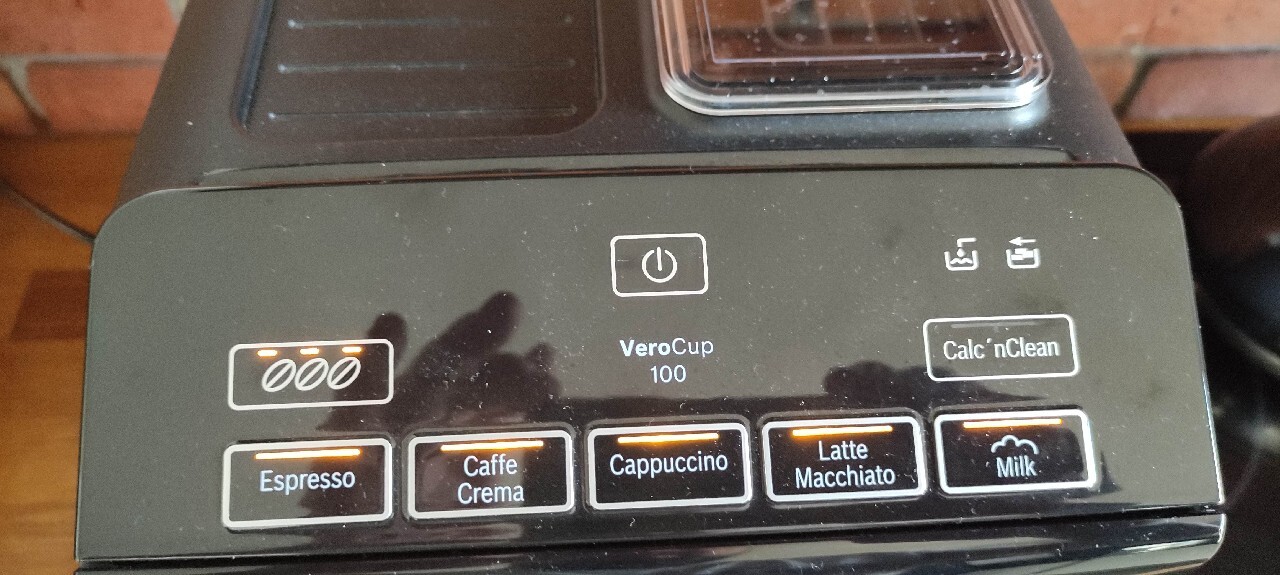 VeroCup
100
Calc´nClean
Espresso
Caffe
Crema
Cappuccino
Latte
Macchiato
Milk